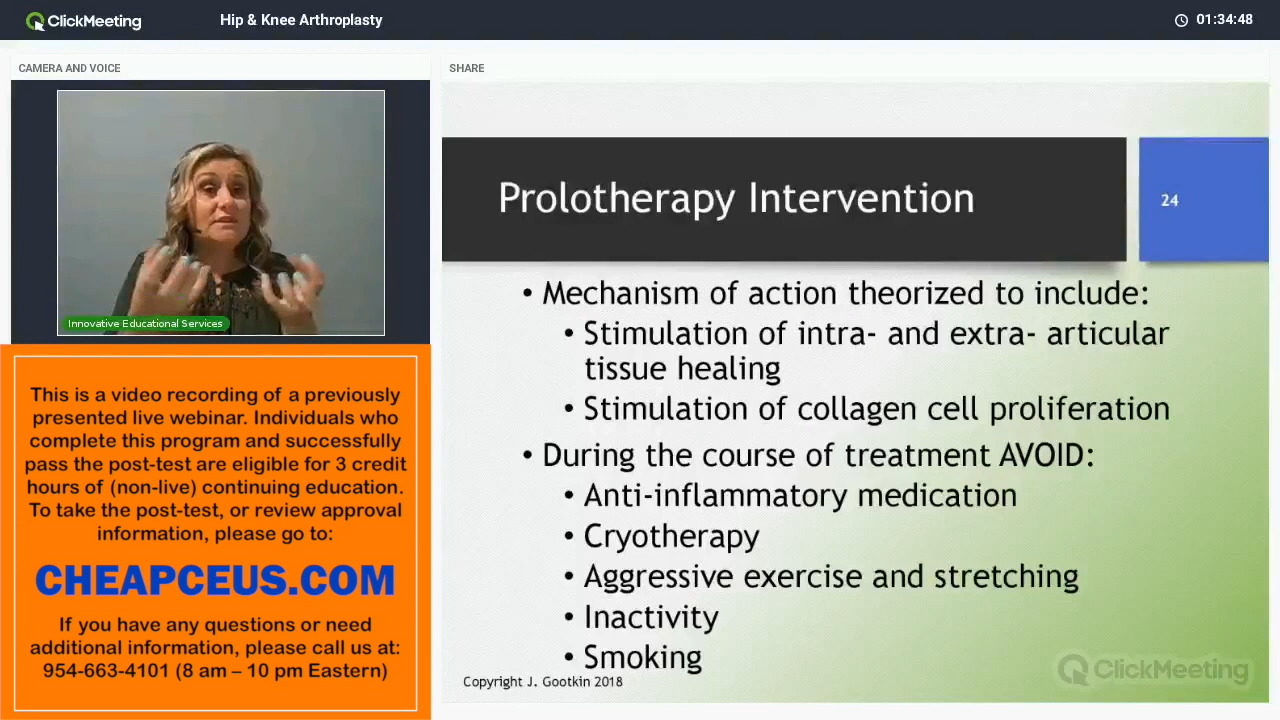 ClickMeeting
Hip & Knee Arthroplasty
01:34:48
CAMERA AND VOICE
Innovative Educational Services
This is a video recording of a previously
presented live webinar. Individuals who
complete this program and successfully
pass the post-test are eligible for 3 credit
hours of (non-live) continuing education.
To take the post-test, or review approval
information, please go to:
CHEAPCEUS.COM
If you have any questions or need
additional information, please call us at:
954-663-4101 (8 am – 10 pm Eastern)
SHARE
Prolotherapy Intervention
24
• Mechanism of action theorized to include:
• Stimulation of intra- and extra- articular
tissue healing
• Stimulation of collagen cell proliferation
• During the course of treatment AVOID:
• Anti-inflammatory medication
• Cryotherapy
• Aggressive exercise and stretching
• Inactivity
• Smoking
Copyright J. Gootkin 2018
ClickMeeting